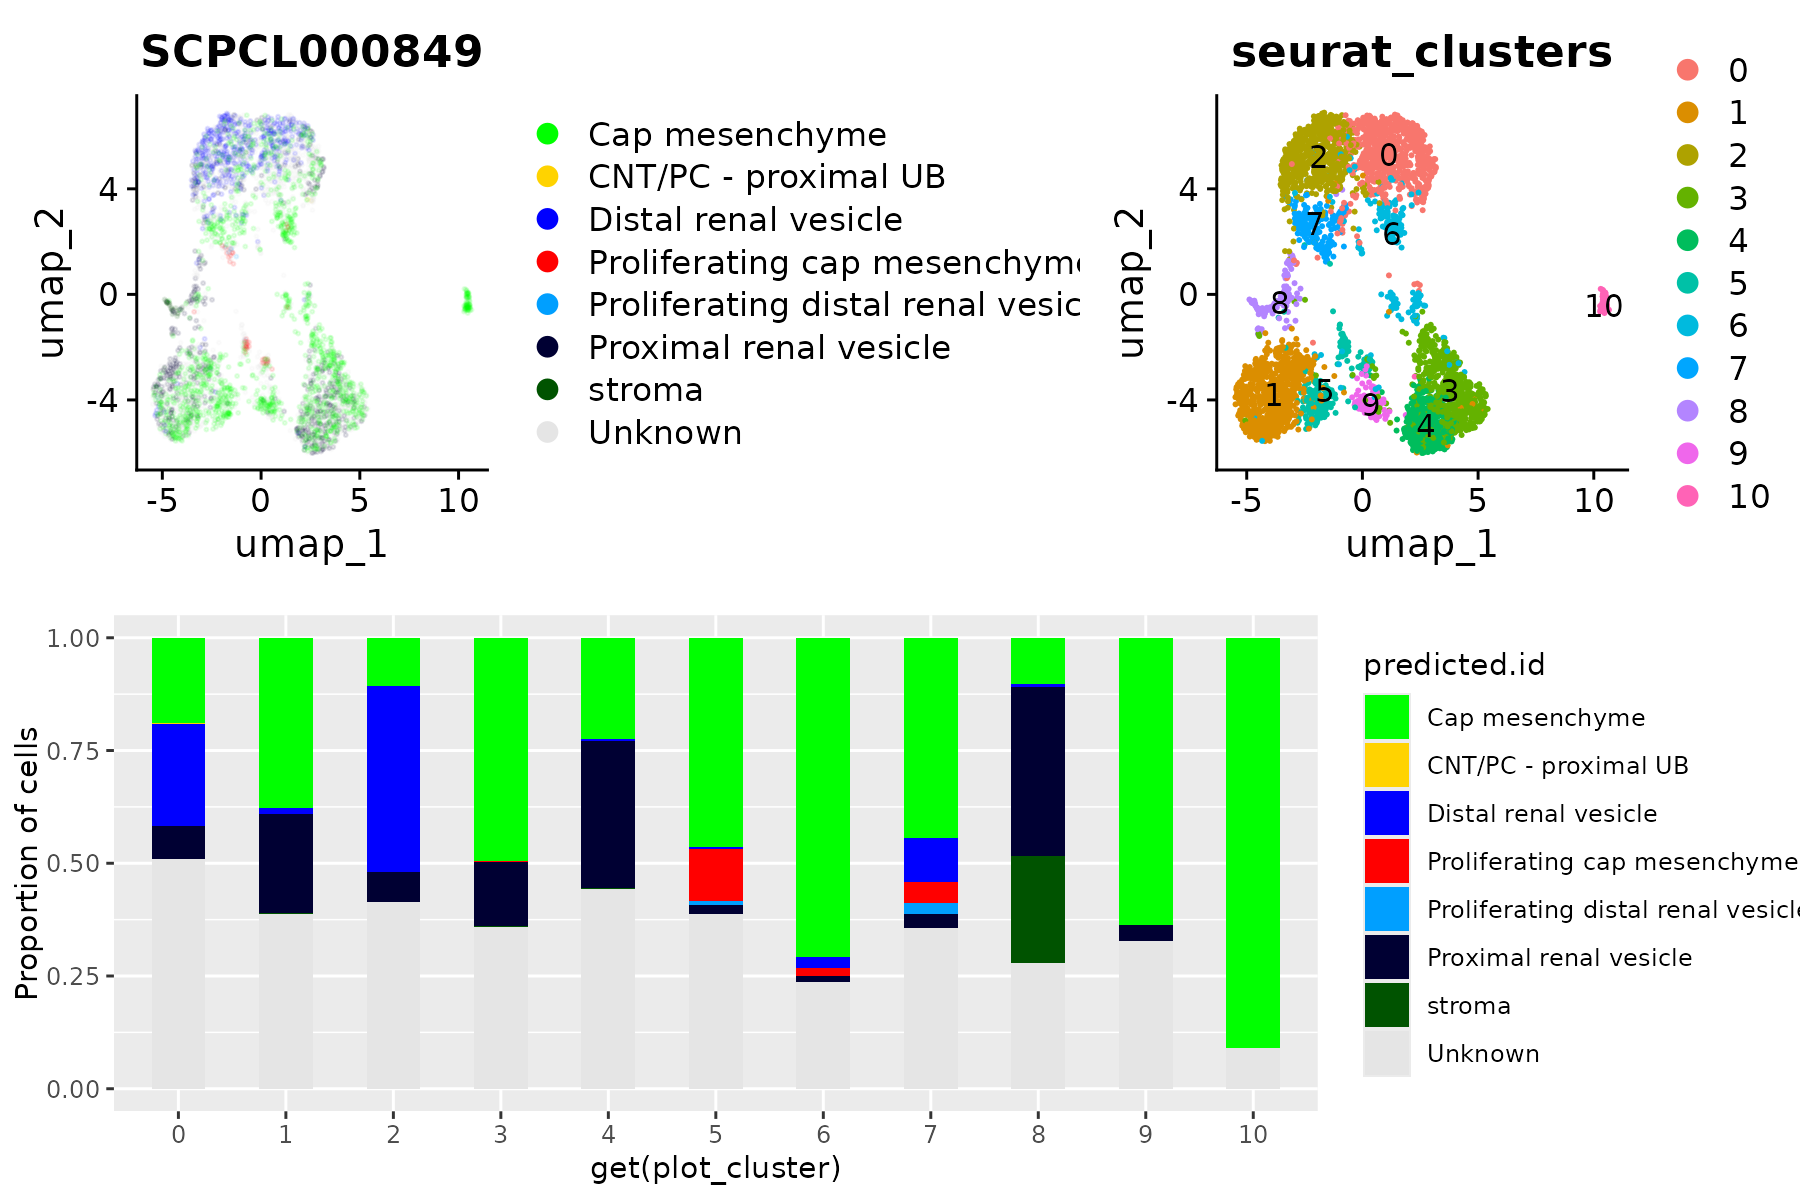 SCPCL000849
umap_2
4
0
-4
-5 0 5 10
umap_1
Cap mesenchyme
CNT/PC - proximal UB
Distal renal vesicle
Proliferating cap mesenchyme
Proliferating distal renal vesic
Proximal renal vesicle
stroma
Unknown
seurat_clusters
umap_2
4
0
-4
-5 0 5 10
umap_1
2 0
7 6
8 10
1 5 9 3
4
0
1
2
3
4
5
6
7
8
9
10
Proportion of cells
1.00
0.75
0.50
0.25
0.00
0 1 2 3 4 5 6 7 8 9 10
get(plot_cluster)
predicted.id
Cap mesenchyme
CNT/PC - proximal UB
Distal renal vesicle
Proliferating cap mesenchyme
Proliferating distal renal vesicle
Proximal renal vesicle
stroma
Unknown